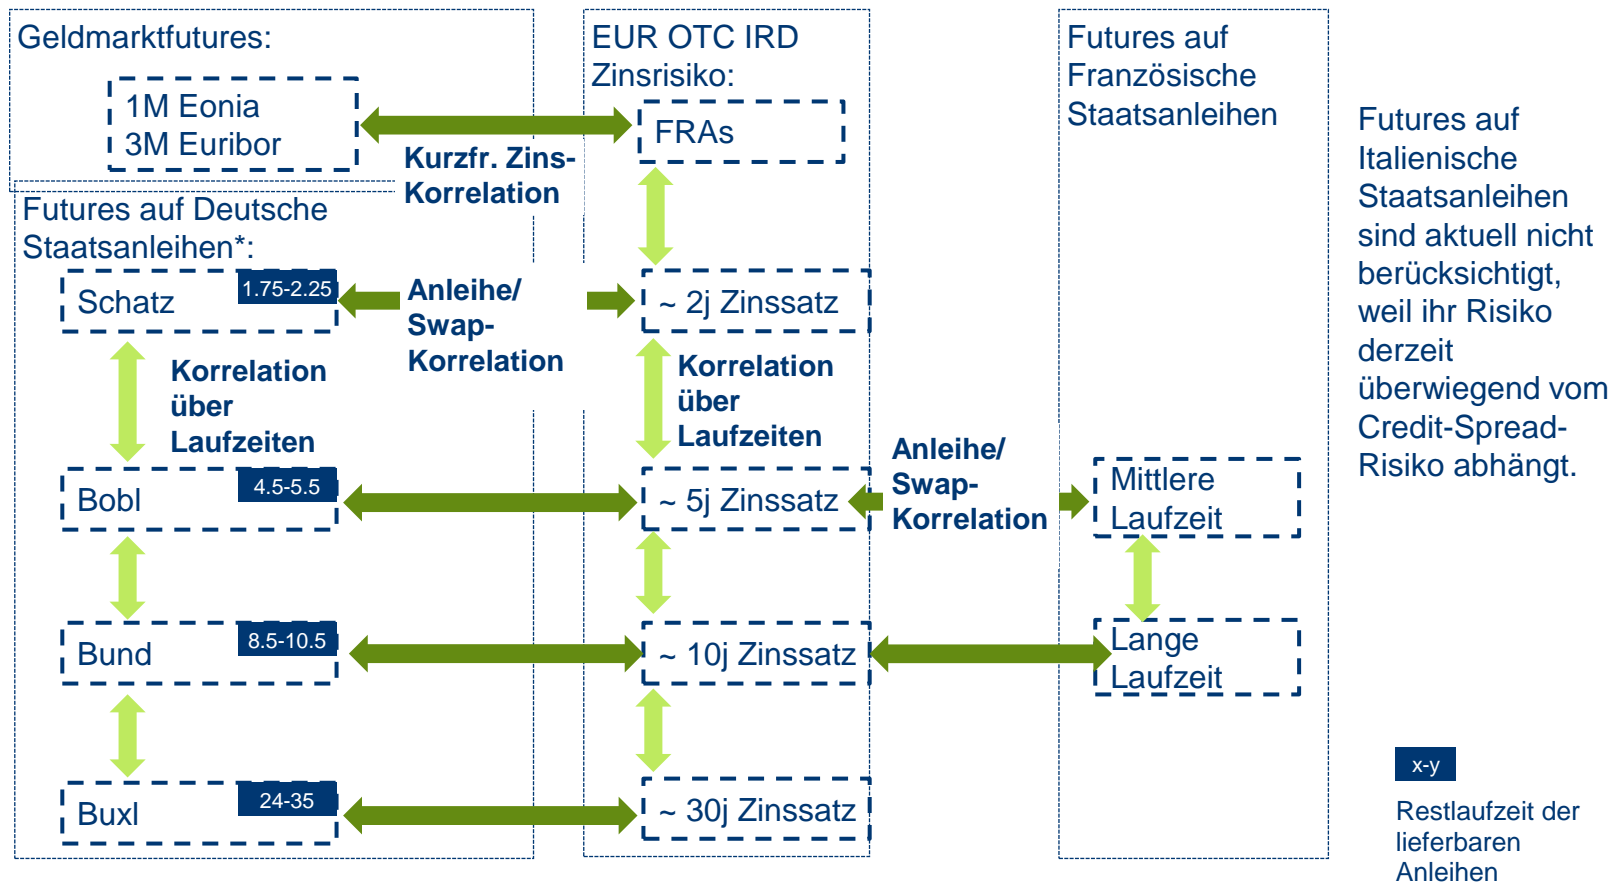 Geldmarktfutures:
1M Eonia
3M Euribor
EUR OTC IRD
Zinsrisiko:
FRAs
Kurzfr. Zins-
Korrelation
Futures auf
Französische
Staatsanleihen
Futures auf
Italienische
Staatsanleihen
sind aktuell nicht
berücksichtigt,
weil ihr Risiko
derzeit
überwiegend vom
Credit-Spread-
Risiko abhängt.
Futures auf Deutsche
Staatsanleihen*:
Schatz
1.75-2.25
Anleihe/
Swap-
Korrelation
~ 2j Zinssatz
Korrelation
über
Laufzeiten
Korrelation
über
Laufzeiten
Bobl
4.5-5.5
~ 5j Zinssatz
Anleihe/
Swap-
Korrelation
Mittlere
Laufzeit
Bund
8.5-10.5
~ 10j Zinssatz
Lange
Laufzeit
Buxl
24-35
~ 30j Zinssatz
x-y
Restlaufzeit der
lieferbaren
Anleihen